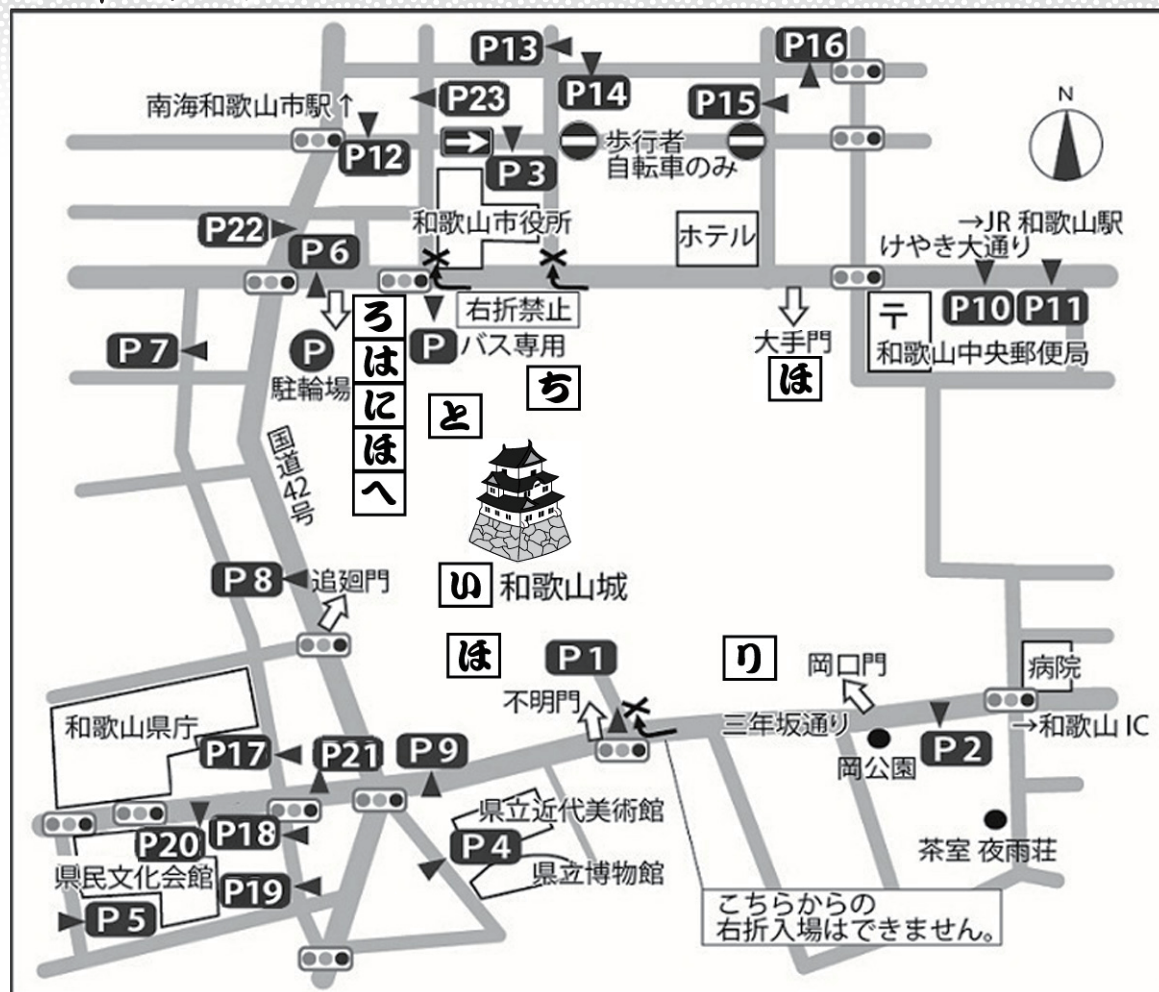 P13
P16
P14
P23
P15
N
南海和歌山市駅↑
P12
P3
歩行者
自転車のみ
和歌山市役所
P22
P6
ホテル
→JR 和歌山駅
けやき大通り
右折禁止
P10
P11
〒
和歌山中央郵便局
P7
P
駐輪場
P バス専用
大手門
ろ
は
に
ほ
へ
と
ち
ほ
国道42号
P8
追廻門
い
和歌山城
ほ
P1
り
岡口門
病院
不明門
三年坂通り
→和歌山 IC
P2
岡公園
和歌山県庁
P17
P21
P9
県立近代美術館
P4
県立博物館
茶室 夜雨荘
P20
P18
県民文化会館
P19
P5
こちらからの
右折入場はできません。